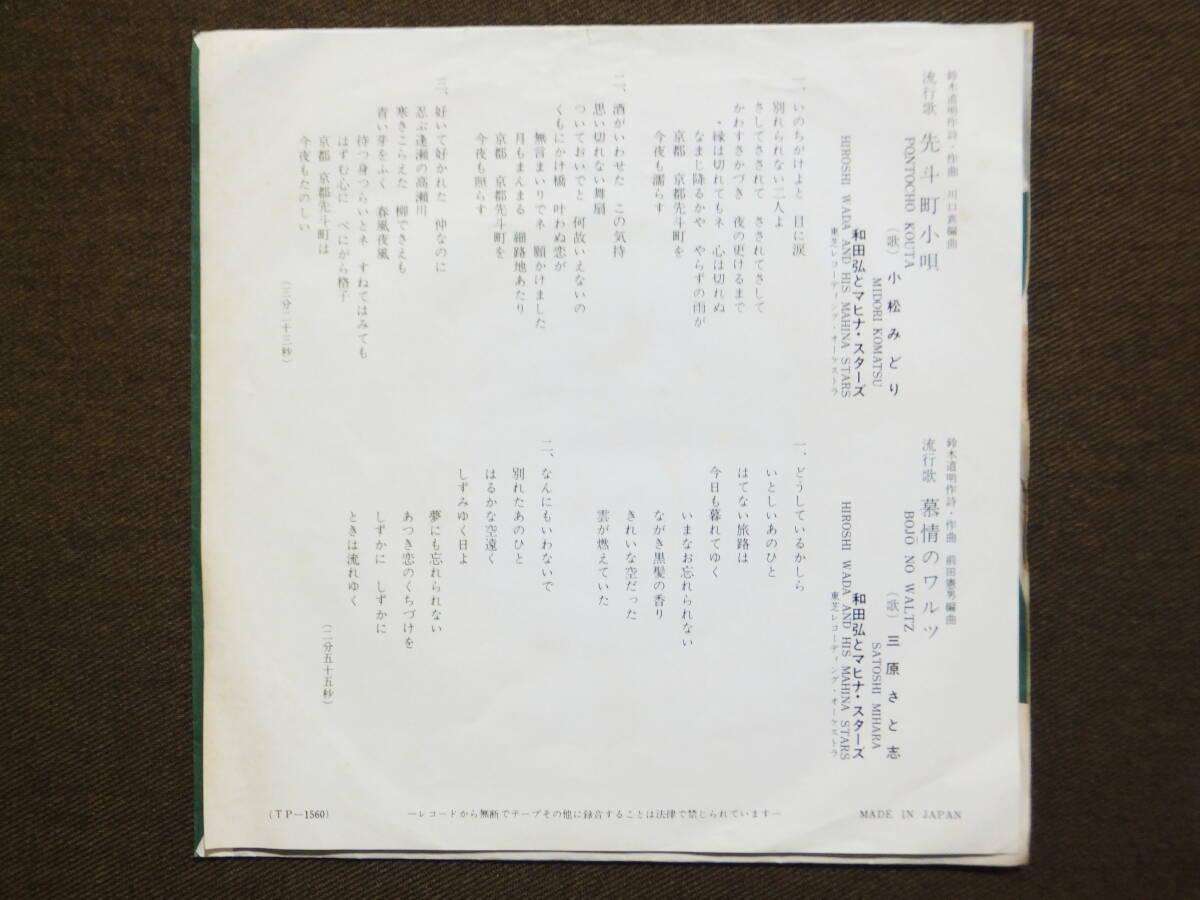 鈴木道明作詩・作曲 川口真編曲
流行歌 先斗町小唄
PONTOCHO KOUTA
(歌) 小松みどり
MIDORI KOMATSU
和田弘とマヒナ・スターズ
HIROSHI WADA AND HIS MAHINA STARS
東芝レコーディング・オーケストラ
一、いのちがけよと 目に涙
別れられない二人よ
さしてさされて さされてさして
かわすさかづき 夜の更けるまで
〝縁は切れてもネ 心は切れぬ
なまじ降るかや やらずの雨が
京都 京都先斗町を
今夜も濡らす
二、酒がいわせた この気持
思い切れない舞扇
ついておいでと 何故いえないの
くもにかけ橋 叶わぬ恋が
無言まいりでネ 願かけました
月もまんまる 細路地あたり
京都 京都先斗町を
今夜も照らす
三、好いて好かれた 仲なのに
忍ぶ逢瀬の高瀬川
寒さこらえた 柳でさえも
青い芽をふく 春風夜風
待つ身つらいとネ すねてはみても
はずむ心に べにがら格子
京都 京都先斗町は
今夜もたのしい
(三分二十三秒)
鈴木道明作詩・作曲 前田憲男編曲
流行歌 慕情のワルツ
BOJO NO WALTZ
(歌) 三原さと志
SATOSHI MIHARA
和田弘とマヒナ・スターズ
HIROSHI WADA AND HIS MAHINA STARS
東芝レコーディング・オーケストラ
一、どうしているかしら
いとしいあのひと
はてない旅路は
今日も暮れてゆく
いまなお忘れられない
ながき黒髪の香り
きれいな空だった
雲が燃えていた
二、なんにもいわないで
別れたあのひと
はるかな空遠く
しずみゆく日よ
夢にも忘れられない
あつき恋のくちづけを
しずかに しずかに
ときは流れゆく
(二分五十五秒)
(TP-1560)
―レコードから無断でテープその他に録音することは法律で禁じられています―
MADE IN JAPAN